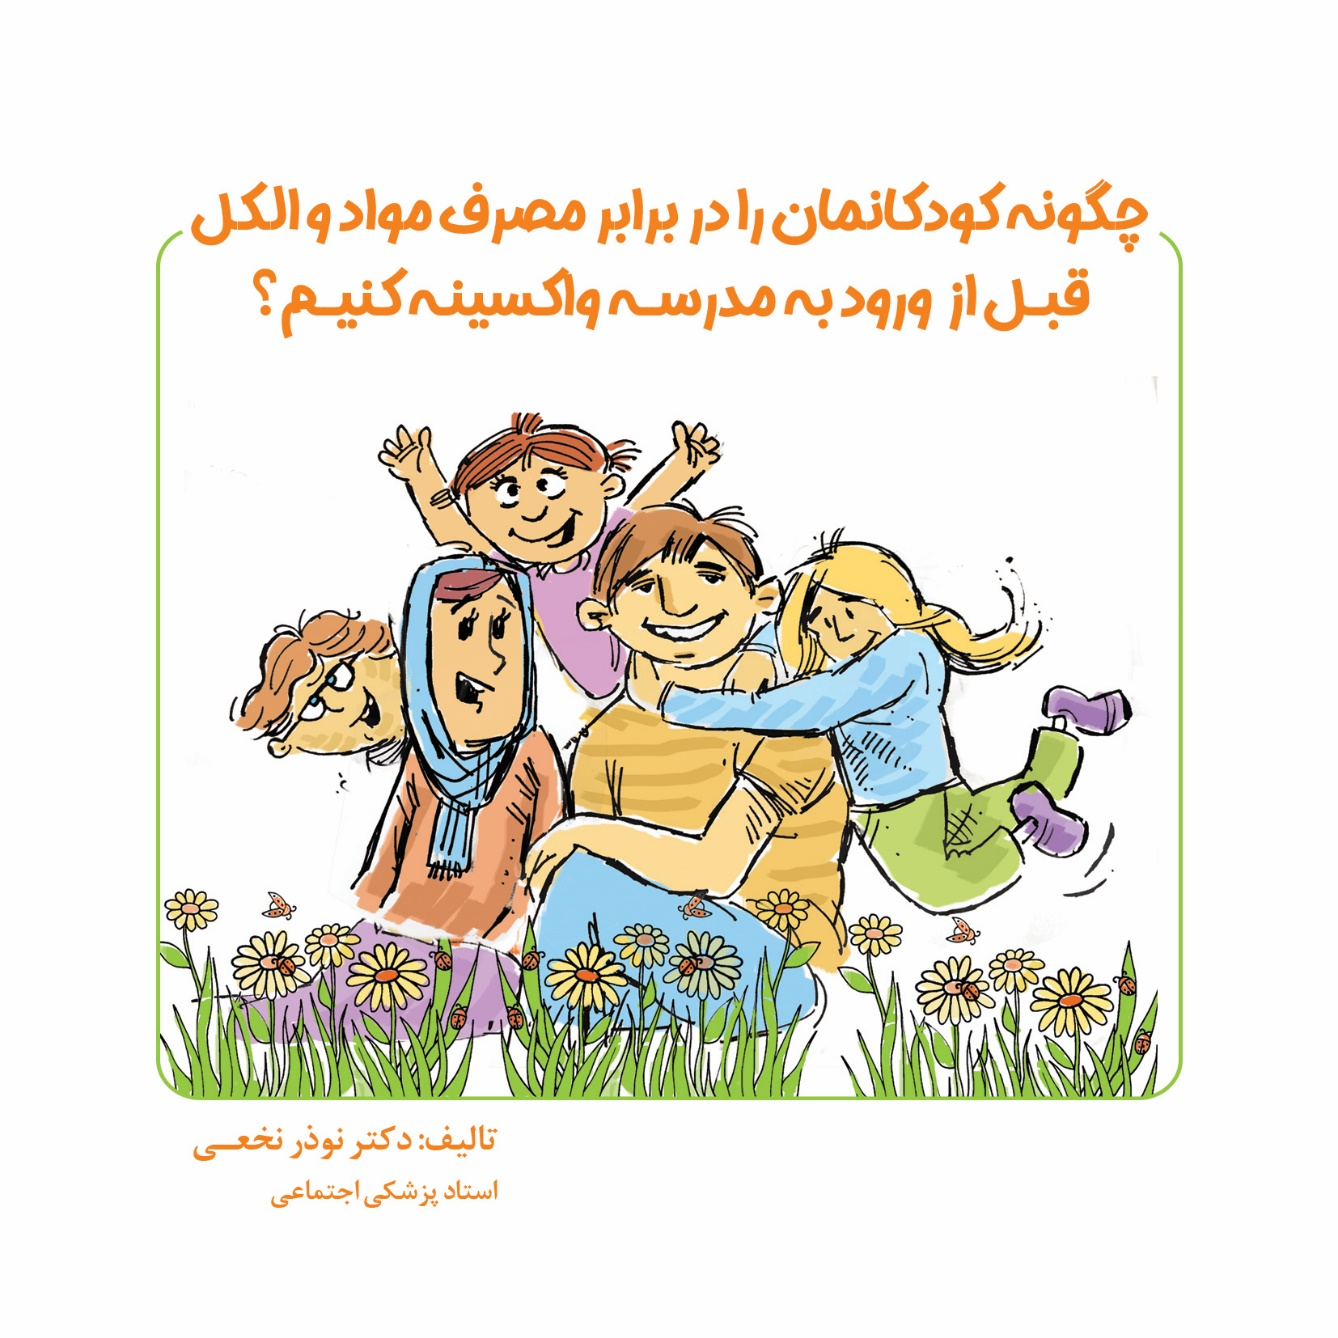 چگونه کودکانمان را در برابر مصرف مواد و الکل
قبل از ورود به مدرسه واکسینه کنیم؟
تالیف: دکتر نوذر نخعی
استاد پزشکی اجتماعی